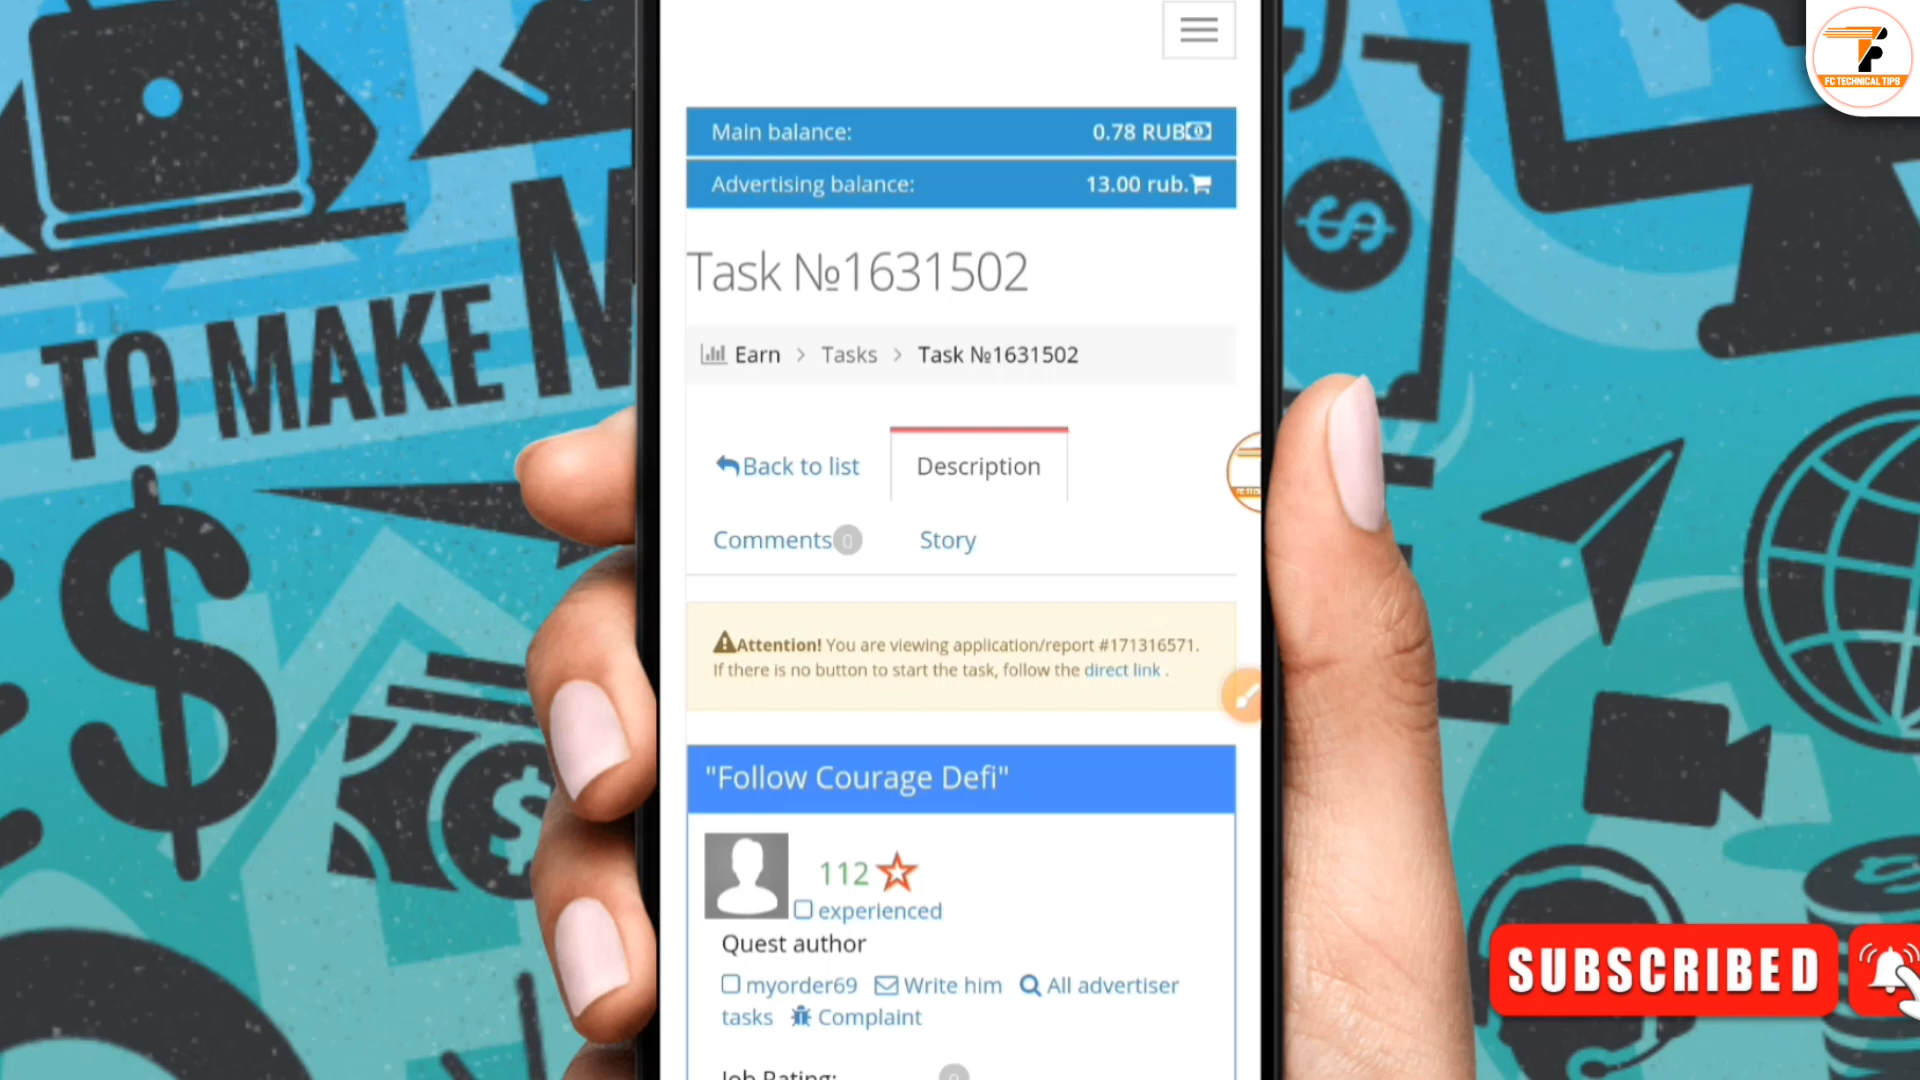 FC TECHNICAL TIPS
TO MAKE M
Main balance: 0.78 RUB
Advertising balance: 13.00 rub.
Task №1631502
Earn > Tasks > Task №1631502
Back to list
Description
Comments 0
Story
Attention! You are viewing application/report #171316571.
If there is no button to start the task, follow the direct link .
"Follow Courage Defi"
112
experienced
Quest author
myorder69 Write him All advertiser
tasks Complaint
Job Rating: 0
SUBSCRIBED